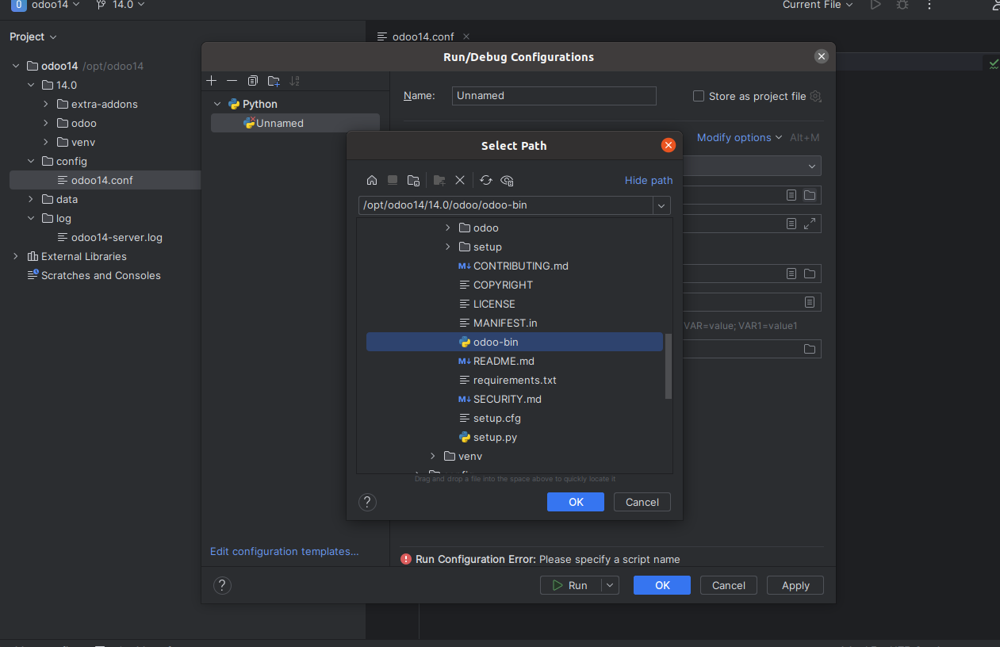 0 odoo14 14.0 Current File
Project odoo14.conf
odoo14 /opt/odoo14
14.0
extra-addons
odoo
venv
config
odoo14.conf
data
log
odoo14-server.log
External Libraries
Scratches and Consoles
Run/Debug Configurations
Python
Unnamed
Name: Unnamed Store as project file
Modify options Alt+M
VAR=value; VAR1=value1
Select Path
Hide path
/opt/odoo14/14.0/odoo/odoo-bin
odoo
setup
M↓ CONTRIBUTING.md
COPYRIGHT
LICENSE
MANIFEST.in
odoo-bin
M↓ README.md
requirements.txt
M↓ SECURITY.md
setup.cfg
setup.py
venv
Drag and drop a file into the space above to quickly locate it
? OK Cancel
Edit configuration templates...
Run Configuration Error: Please specify a script name
? Run OK Cancel Apply